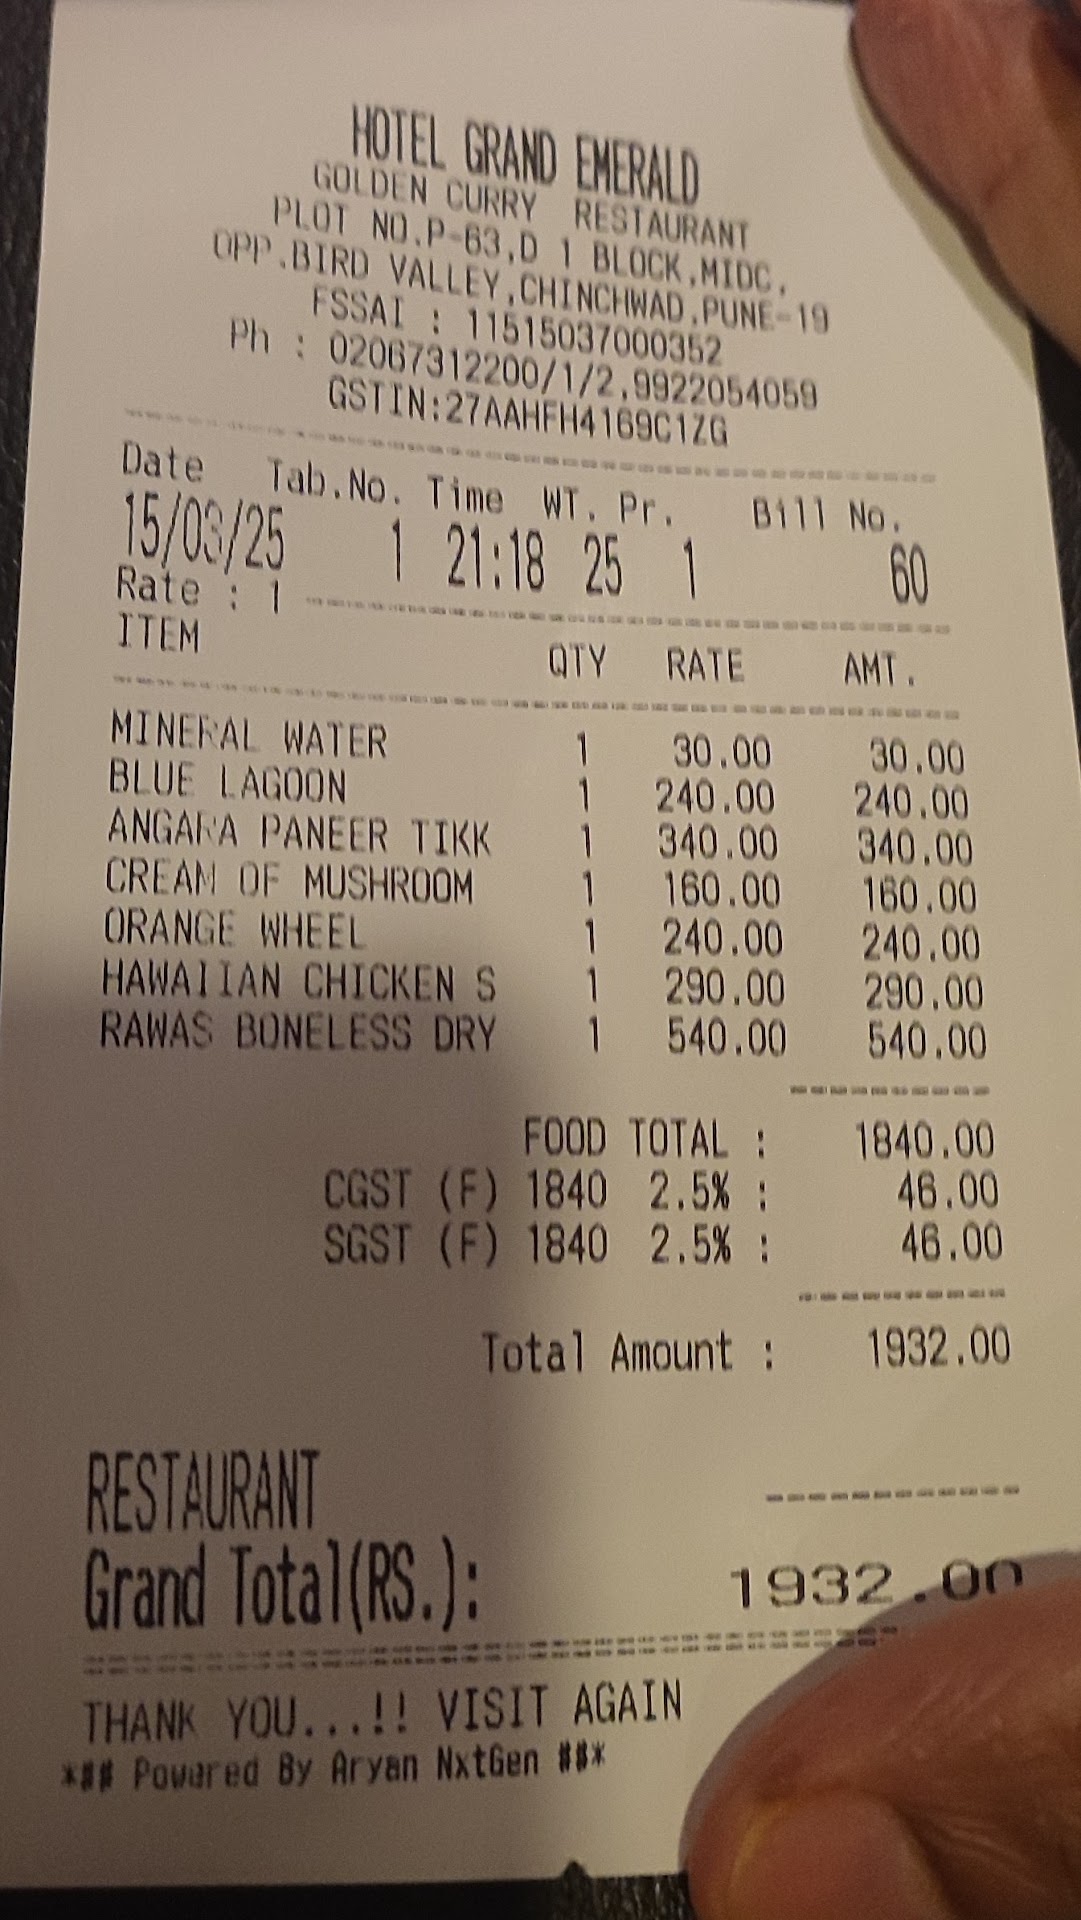 HOTEL GRAND EMERALD
GOLDEN CURRY RESTAURANT
PLOT NO.P-63,D 1 BLOCK,MIDC,
OPP.BIRD VALLEY,CHINCHWAD,PUNE-19
FSSAI : 11515037000352
Ph : 02067312200/1/2,9922054059
GSTIN:27AAHFH4169C1ZG
Date Tab.No. Time WT. Pr. Bill No.
15/03/25 1 21:18 25 1 60
Rate : 1
ITEM QTY RATE AMT.
MINERAL WATER 1 30.00 30.00
BLUE LAGOON 1 240.00 240.00
ANGARA PANEER TIKK 1 340.00 340.00
CREAM OF MUSHROOM 1 160.00 160.00
ORANGE WHEEL 1 240.00 240.00
HAWAIIAN CHICKEN S 1 290.00 290.00
RAWAS BONELESS DRY 1 540.00 540.00
FOOD TOTAL : 1840.00
CGST (F) 1840 2.5% : 46.00
SGST (F) 1840 2.5% : 46.00
Total Amount : 1932.00
RESTAURANT
Grand Total(RS.): 1932.00
THANK YOU...!! VISIT AGAIN
*## Powered By Aryan NxtGen ##*